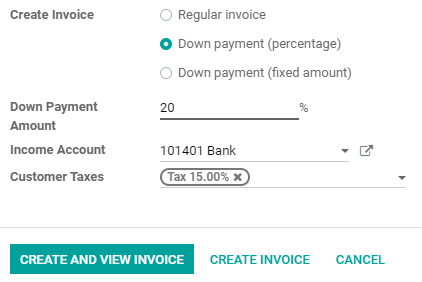 Create Invoice
Regular invoice
Down payment (percentage)
Down payment (fixed amount)
Down Payment
Amount
20 %
Income Account
101401 Bank
Customer Taxes
Tax 15.00% ✖
CREATE AND VIEW INVOICE
CREATE INVOICE
CANCEL